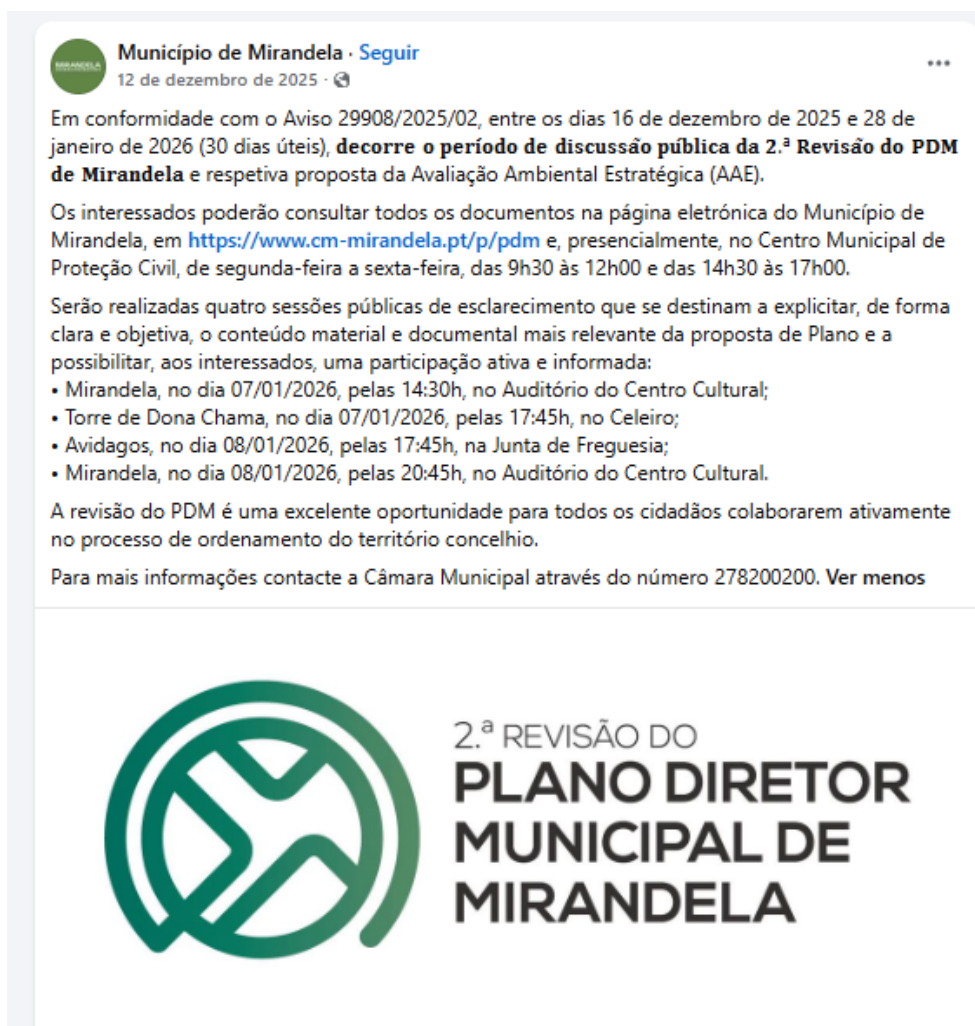 MIRANDELA
Município de Mirandela · Seguir
12 de dezembro de 2025 ·
Em conformidade com o Aviso 29908/2025/02, entre os dias 16 de dezembro de 2025 e 28 de
janeiro de 2026 (30 dias úteis), decorre o período de discussão pública da 2.ª Revisão do PDM
de Mirandela e respetiva proposta da Avaliação Ambiental Estratégica (AAE).
Os interessados poderão consultar todos os documentos na página eletrónica do Município de
Mirandela, em https://www.cm-mirandela.pt/p/pdm e, presencialmente, no Centro Municipal de
Proteção Civil, de segunda-feira a sexta-feira, das 9h30 às 12h00 e das 14h30 às 17h00.
Serão realizadas quatro sessões públicas de esclarecimento que se destinam a explicitar, de forma
clara e objetiva, o conteúdo material e documental mais relevante da proposta de Plano e a
possibilitar, aos interessados, uma participação ativa e informada:
• Mirandela, no dia 07/01/2026, pelas 14:30h, no Auditório do Centro Cultural;
• Torre de Dona Chama, no dia 07/01/2026, pelas 17:45h, no Celeiro;
• Avidagos, no dia 08/01/2026, pelas 17:45h, na Junta de Freguesia;
• Mirandela, no dia 08/01/2026, pelas 20:45h, no Auditório do Centro Cultural.
A revisão do PDM é uma excelente oportunidade para todos os cidadãos colaborarem ativamente
no processo de ordenamento do território concelhio.
Para mais informações contacte a Câmara Municipal através do número 278200200. Ver menos
2.ª REVISÃO DO
PLANO DIRETOR
MUNICIPAL DE
MIRANDELA